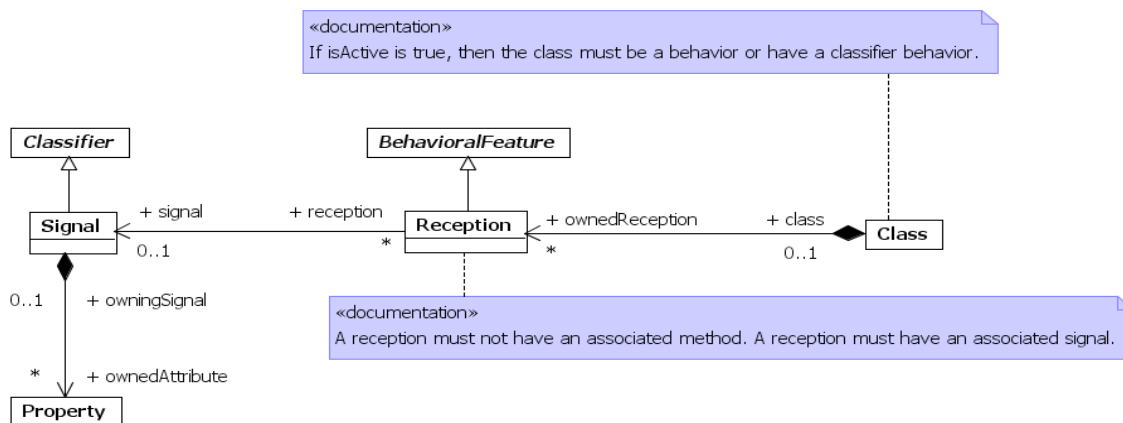 «documentation»
If isActive is true, then the class must be a behavior or have a classifier behavior.
Classifier
BehavioralFeature
+ signal
+ reception
+ ownedReception
+ class
Signal
Reception
Class
0..1
*
*
0..1
0..1
+ owningSignal
«documentation»
A reception must not have an associated method. A reception must have an associated signal.
*
+ ownedAttribute
Property